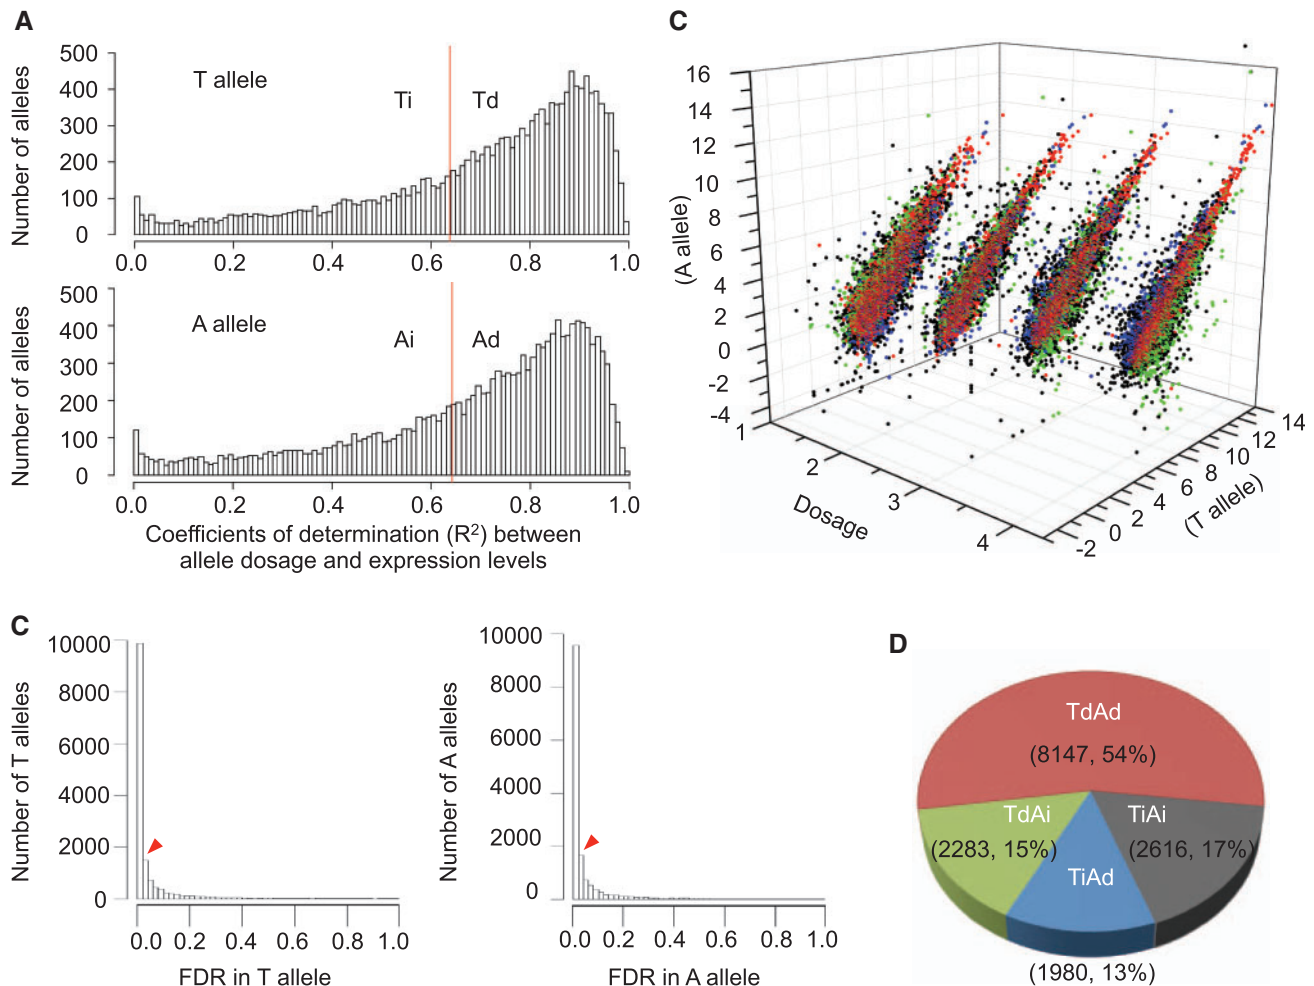 A
Number of alleles
500
400
300
200
100
0
T allele
Ti
Td
0.0 0.2 0.4 0.6 0.8 1.0
Number of alleles
500
400
300
200
100
0
A allele
Ai
Ad
0.0 0.2 0.4 0.6 0.8 1.0
Coefficients of determination (R²) between
allele dosage and expression levels
C
(A allele)
16
14
12
10
8
6
4
2
0
-2
-4
1
2
3
4
Dosage
-2
0
2
4
6
8
10
12
14
(T allele)
C
Number of T alleles
10000
8000
6000
4000
2000
0
0.0 0.2 0.4 0.6 0.8 1.0
FDR in T allele
Number of A alleles
10000
8000
6000
4000
2000
0
0.0 0.2 0.4 0.6 0.8 1.0
FDR in A allele
D
TdAd
(8147, 54%)
TdAi
(2283, 15%)
TiAi
(2616, 17%)
TiAd
(1980, 13%)